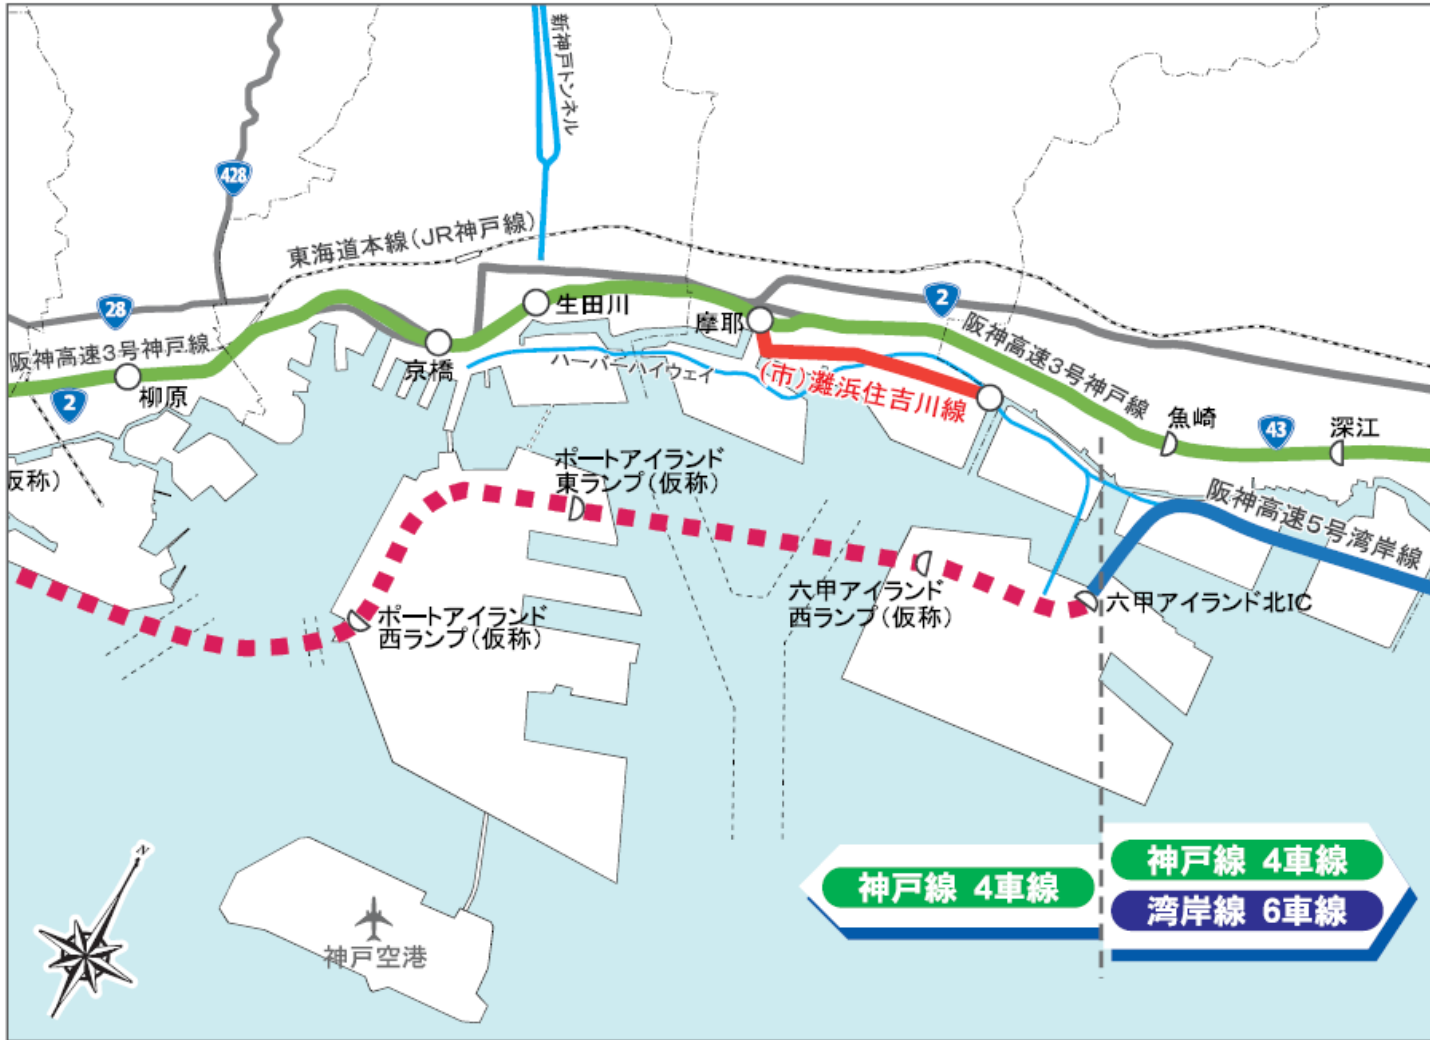 新神戸トンネル
428
東海道本線(JR神戸線)
28
生田川
2
摩耶
阪神高速3号神戸線
阪神高速3号神戸線
京橋
ハーバーハイウェイ
(市)灘浜住吉川線
2
柳原
魚崎
43
深江
仮称)
ポートアイランド
東ランプ(仮称)
阪神高速5号湾岸線
六甲アイランド
西ランプ(仮称)
六甲アイランド北IC
ポートアイランド
西ランプ(仮称)
神戸線 4車線
神戸線 4車線
湾岸線 6車線
N
神戸空港